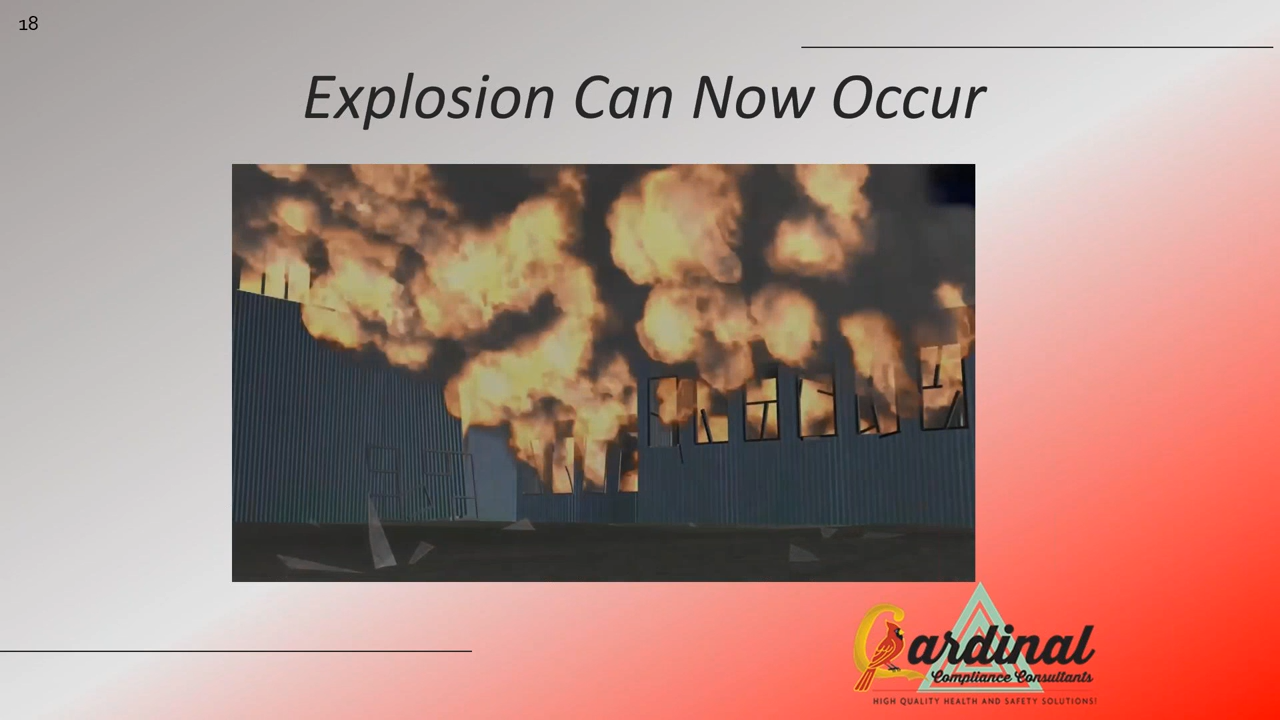 18
Explosion Can Now Occur
Cardinal
Compliance Consultants
HIGH QUALITY HEALTH AND SAFETY SOLUTIONS!